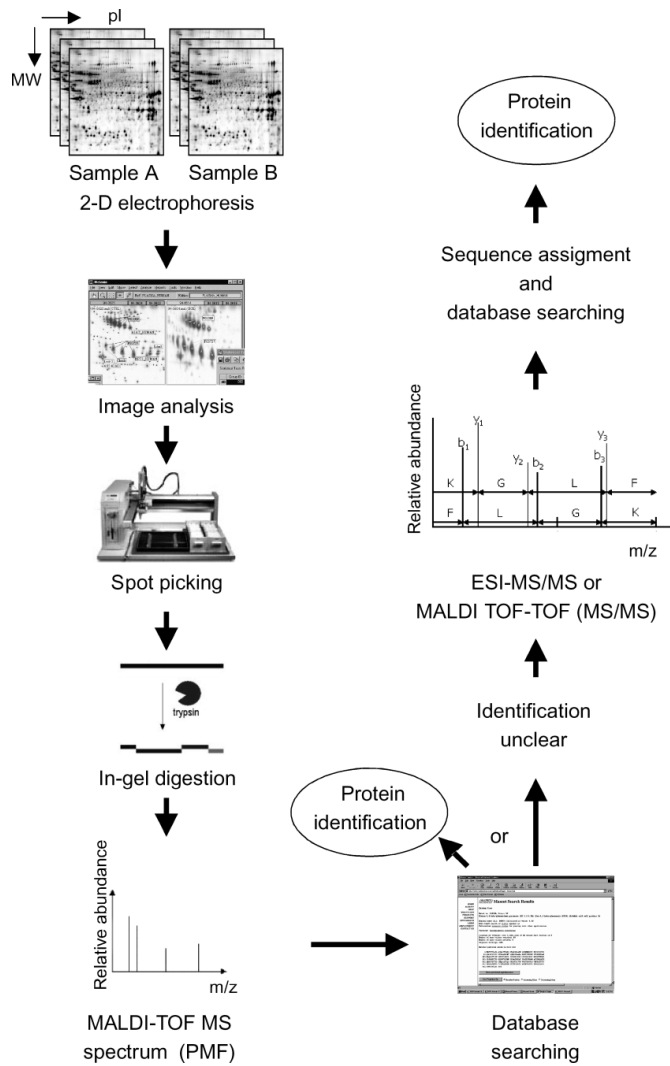 pI
MW
Sample A
Sample B
2-D electrophoresis
Image analysis
Spot picking
trypsin
In-gel digestion
Relative abundance
m/z
MALDI-TOF MS
spectrum (PMF)
Database
searching
or
Protein
identification
Identification
unclear
ESI-MS/MS or
MALDI TOF-TOF (MS/MS)
Relative abundance
b1
y1
y2
b2
b3
y3
K G L F
F L G K
m/z
Sequence assigment
and
database searching
Protein
identification